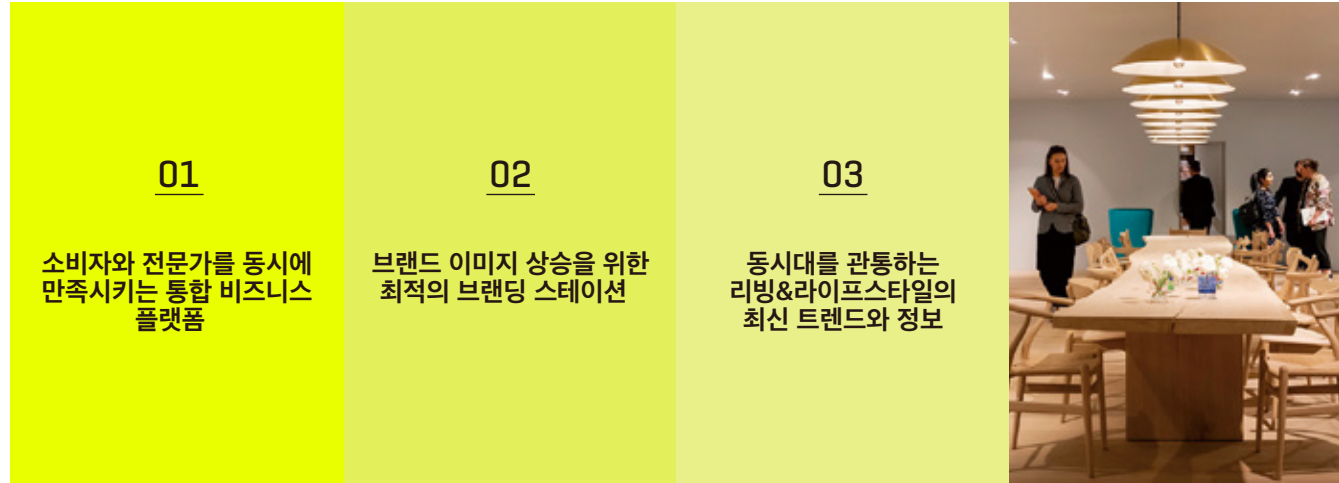 01
소비자와 전문가를 동시에
만족시키는 통합 비즈니스
플랫폼
02
브랜드 이미지 상승을 위한
최적의 브랜딩 스테이션
03
동시대를 관통하는
리빙&라이프스타일의
최신 트렌드와 정보